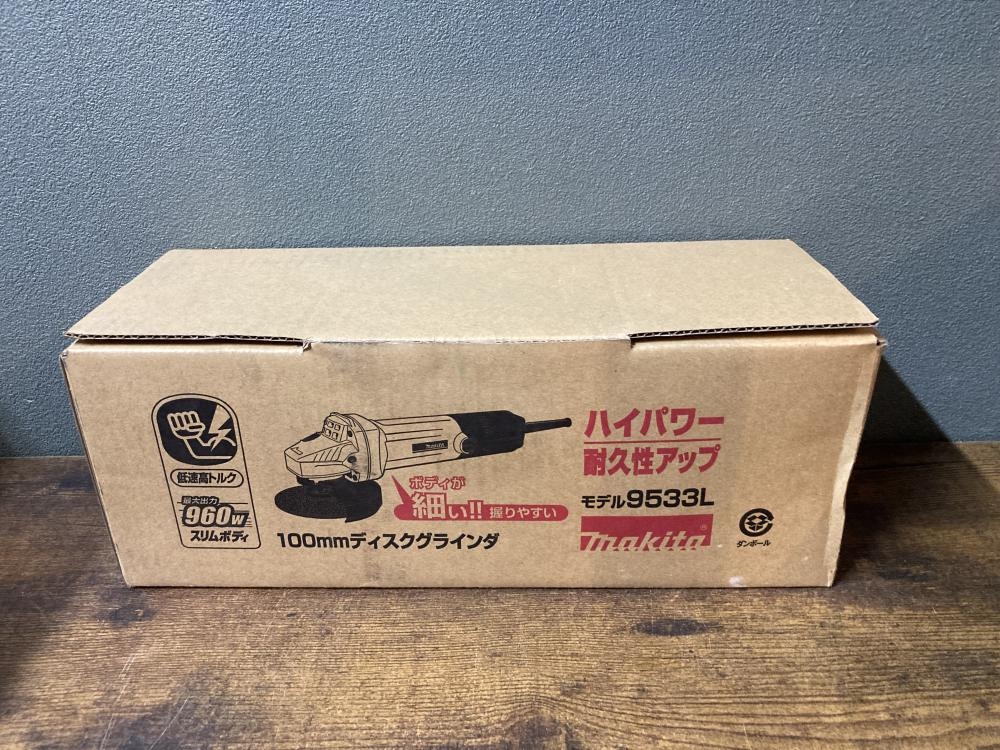 低速高トルク
最大出力
960W
スリムボディ
makita
ボディが
細い!! 握りやすい
100mmディスクグラインダ
ハイパワー
耐久性アップ
モデル9533L
makita®
ダンボール